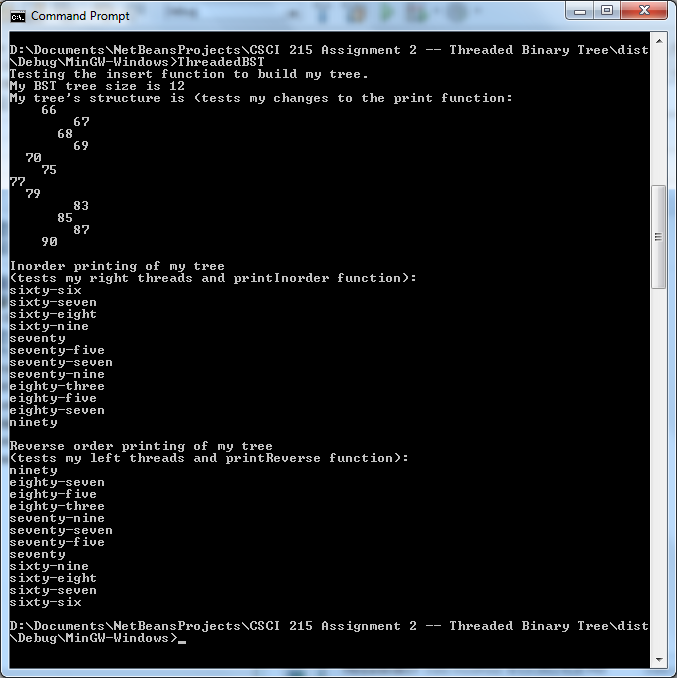 Command Prompt
D:\Documents\NetBeansProjects\CSCI 215 Assignment 2 -- Threaded Binary Tree\dist
\Debug\MinGW-Windows>ThreadedBST
Testing the insert function to build my tree.
My BST tree size is 12
My tree's structure is (tests my changes to the print function:
    66
        67
      68
        69
  70
    75
77
  79
        83
      85
        87
    90

Inorder printing of my tree
(tests my right threads and printInorder function):
sixty-six
sixty-seven
sixty-eight
sixty-nine
seventy
seventy-five
seventy-seven
seventy-nine
eighty-three
eighty-five
eighty-seven
ninety

Reverse order printing of my tree
(tests my left threads and printReverse function):
ninety
eighty-seven
eighty-five
eighty-three
seventy-nine
seventy-seven
seventy-five
seventy
sixty-nine
sixty-eight
sixty-seven
sixty-six

D:\Documents\NetBeansProjects\CSCI 215 Assignment 2 -- Threaded Binary Tree\dist
\Debug\MinGW-Windows>_